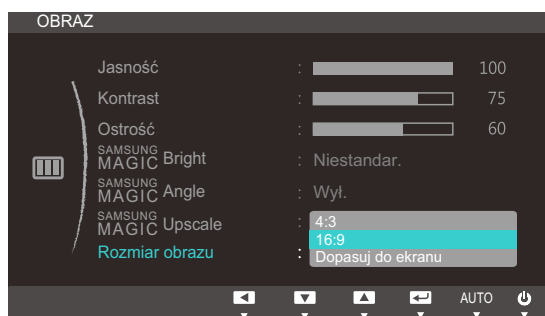 OBRAZ
Jasność : 100
Kontrast : 75
Ostrość : 60
SAMSUNG MAGIC Bright : Niestandar.
SAMSUNG MAGIC Angle : Wył.
SAMSUNG MAGIC Upscale : 4:3
16:9
Rozmiar obrazu : Dopasuj do ekranu
AUTO